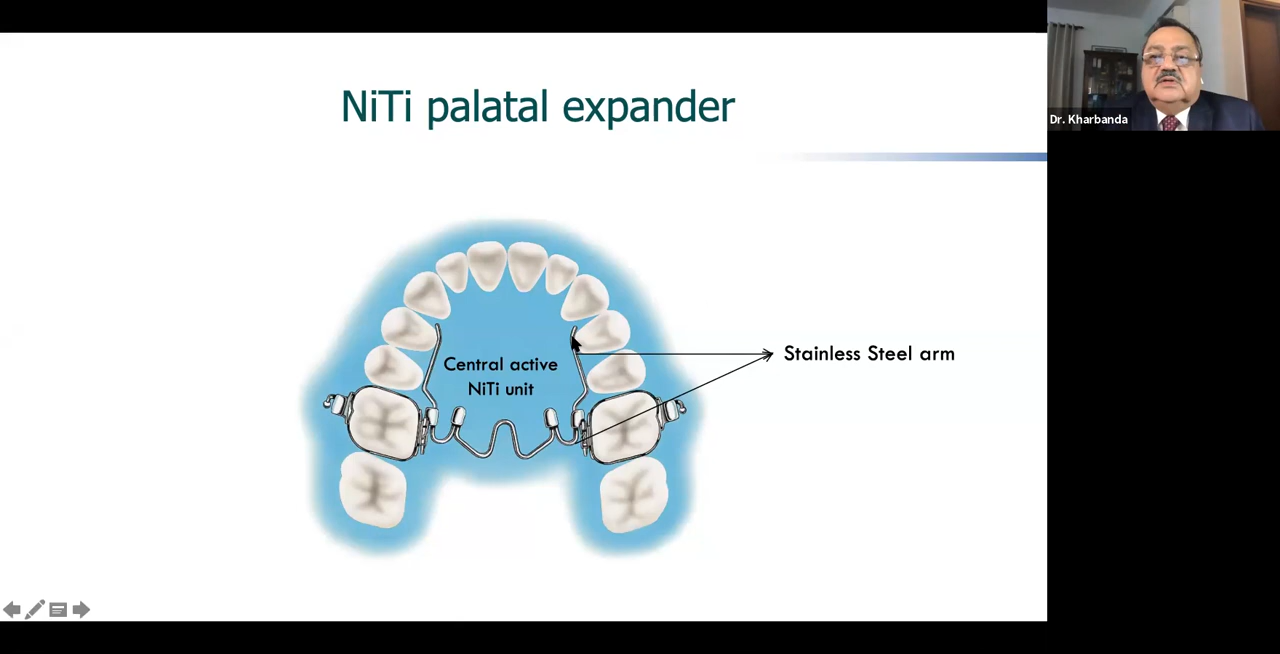 NiTi palatal expander
Dr. Kharbanda
Central active
NiTi unit
Stainless Steel arm